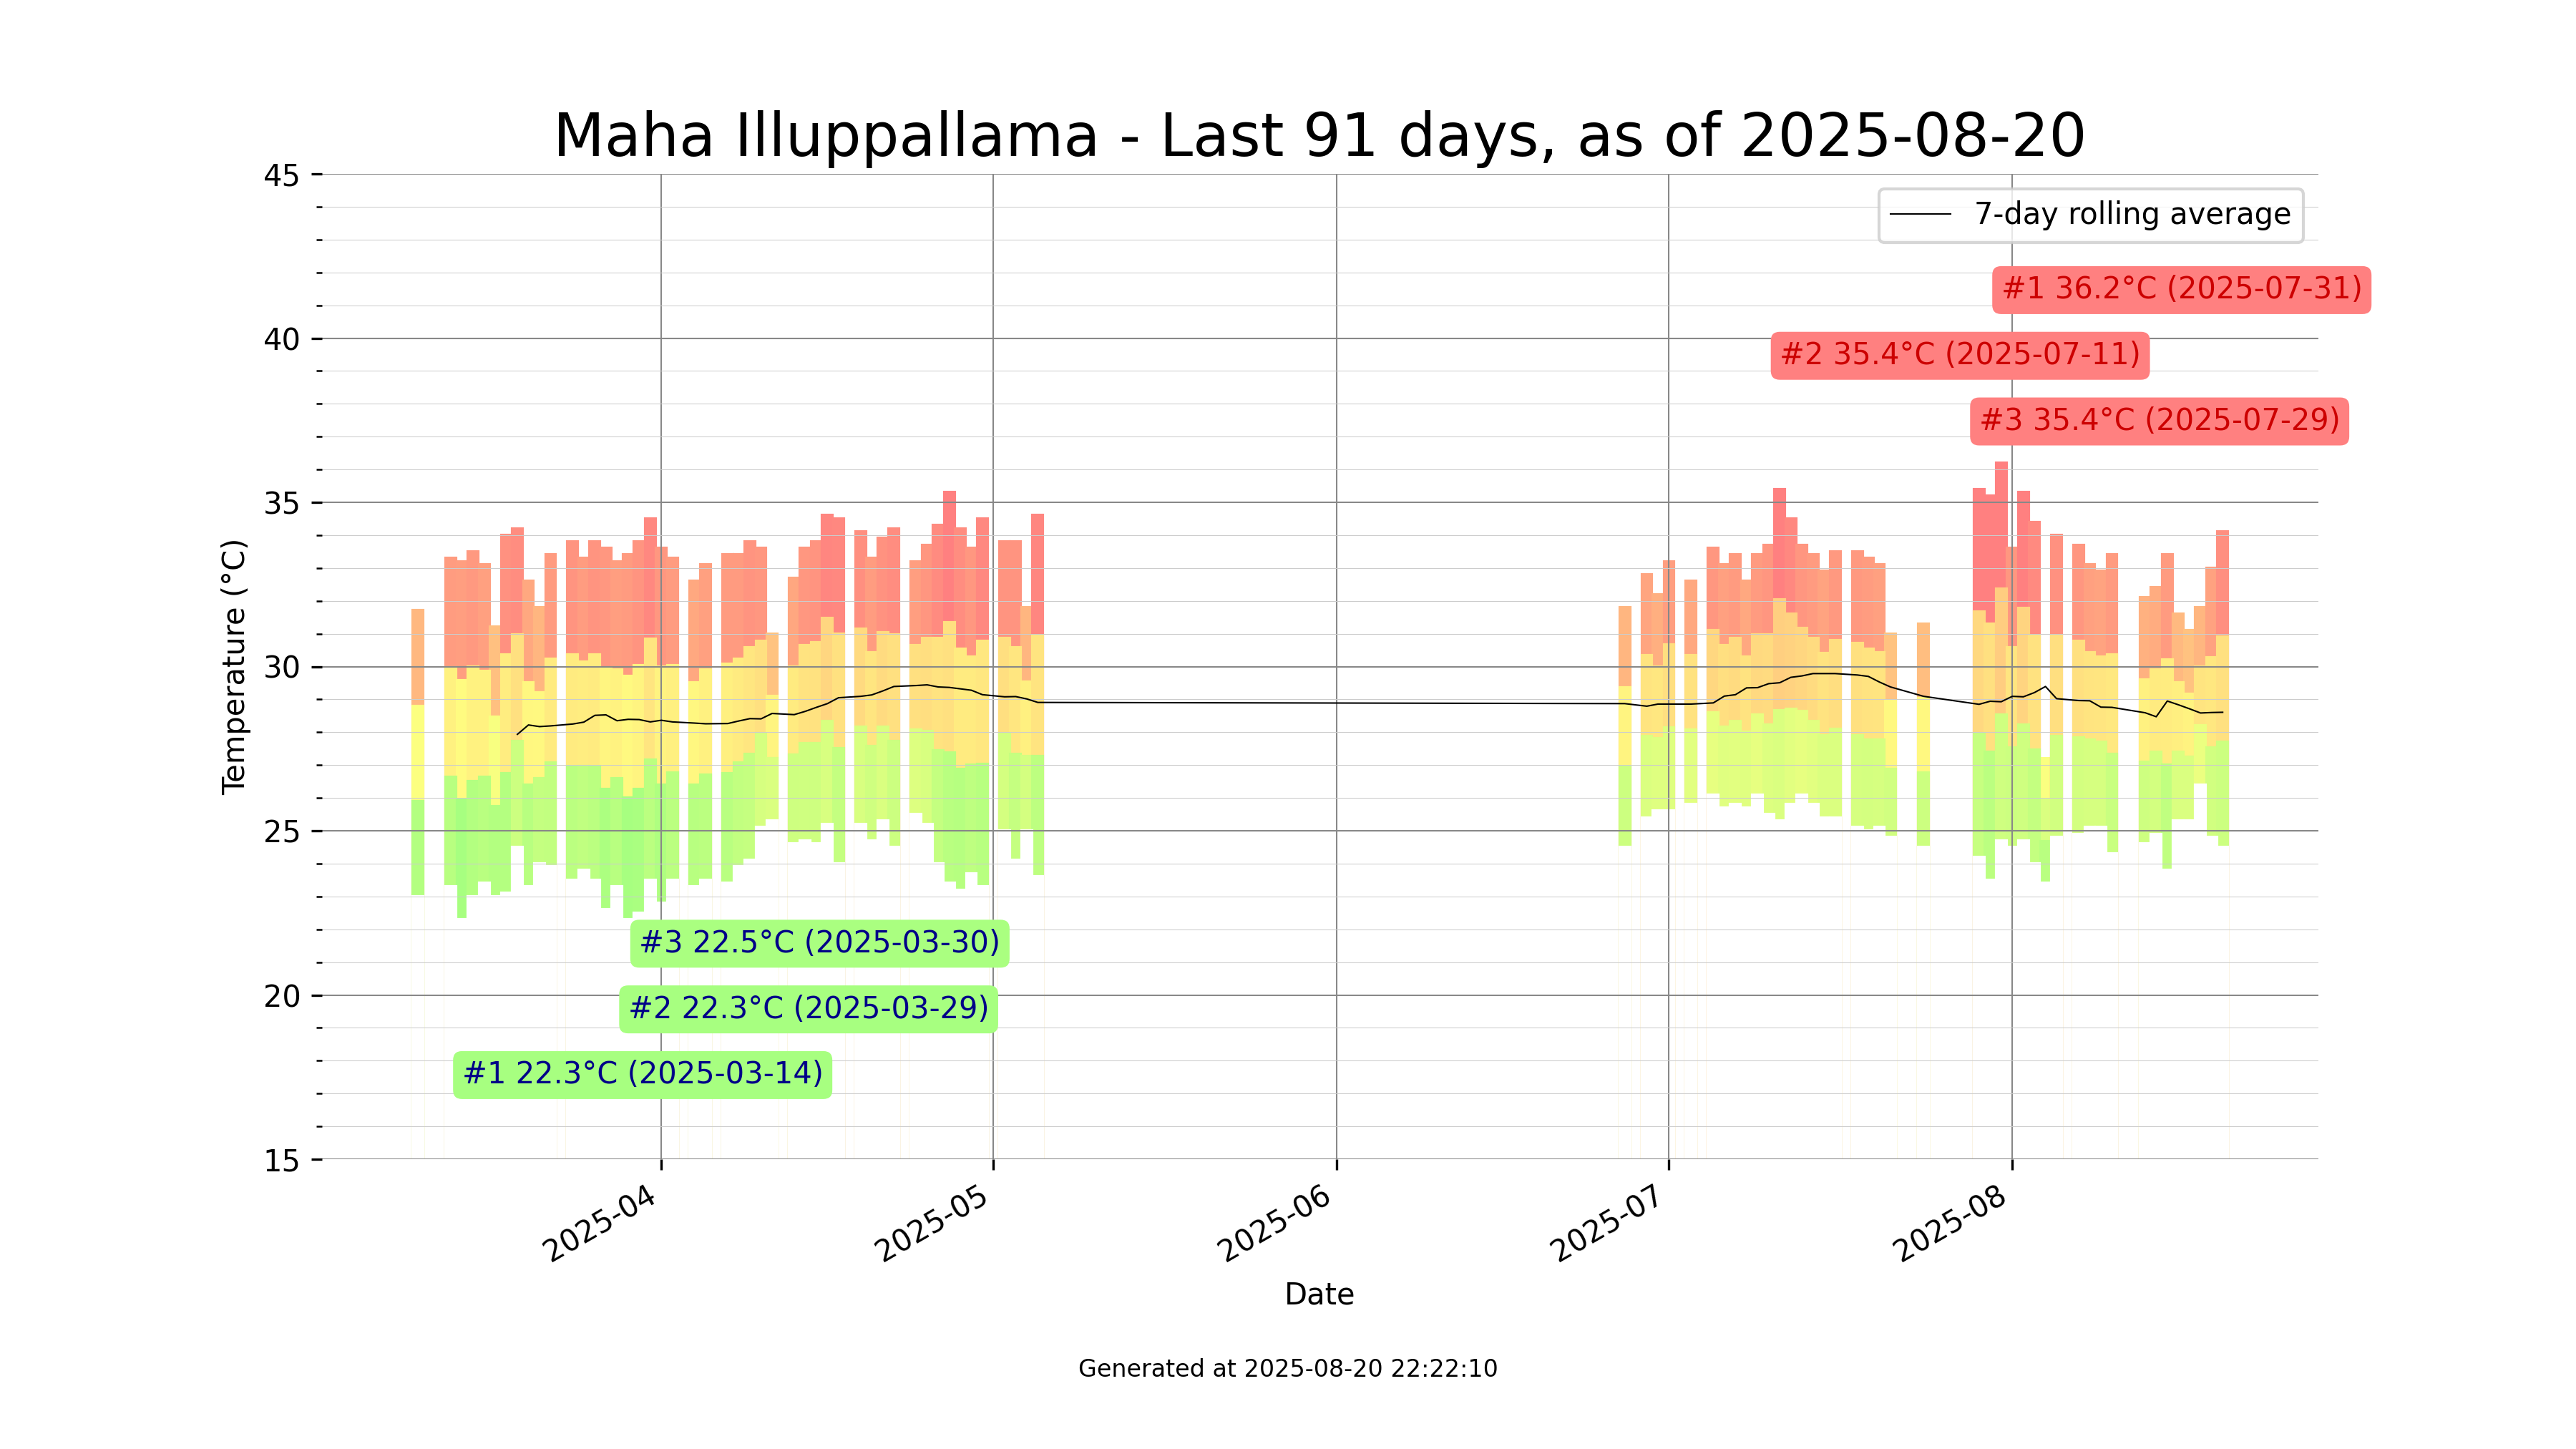 Maha Illuppallama - Last 91 days, as of 2025-08-20
45
40
35
30
25
20
15
Temperature (°C)
7-day rolling average
#1 36.2°C (2025-07-31)
#2 35.4°C (2025-07-11)
#3 35.4°C (2025-07-29)
#3 22.5°C (2025-03-30)
#2 22.3°C (2025-03-29)
#1 22.3°C (2025-03-14)
2025-04
2025-05
2025-06
2025-07
2025-08
Date
Generated at 2025-08-20 22:22:10